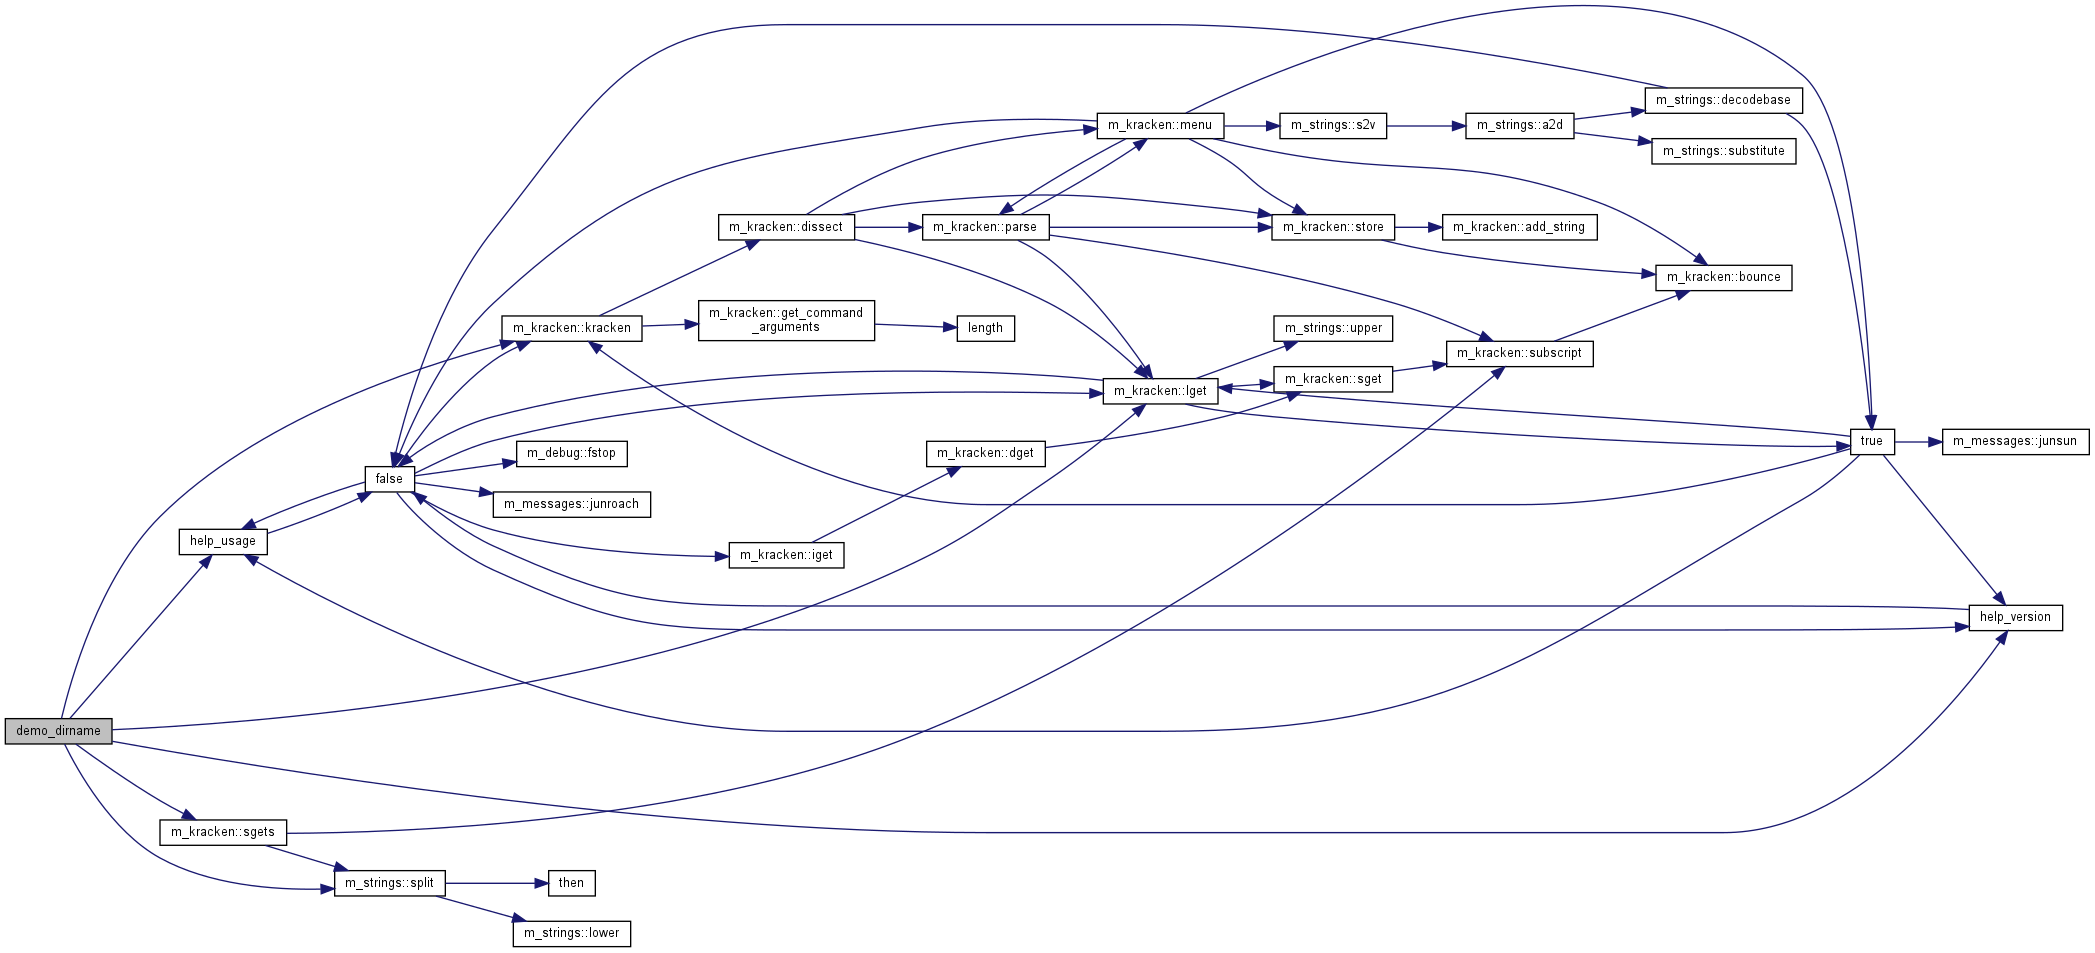 m_strings::decodebase
m_kracken::menu
m_strings::s2v
m_strings::a2d
m_strings::substitute
m_kracken::dissect
m_kracken::parse
m_kracken::store
m_kracken::add_string
m_kracken::bounce
m_kracken::kracken
m_kracken::get_command
_arguments
length
m_strings::upper
m_kracken::subscript
m_kracken::lget
m_kracken::sget
true
m_messages::junsun
m_debug::fstop
m_kracken::dget
false
m_messages::junroach
help_usage
m_kracken::iget
help_version
demo_dirname
m_kracken::sgets
m_strings::split
then
m_strings::lower